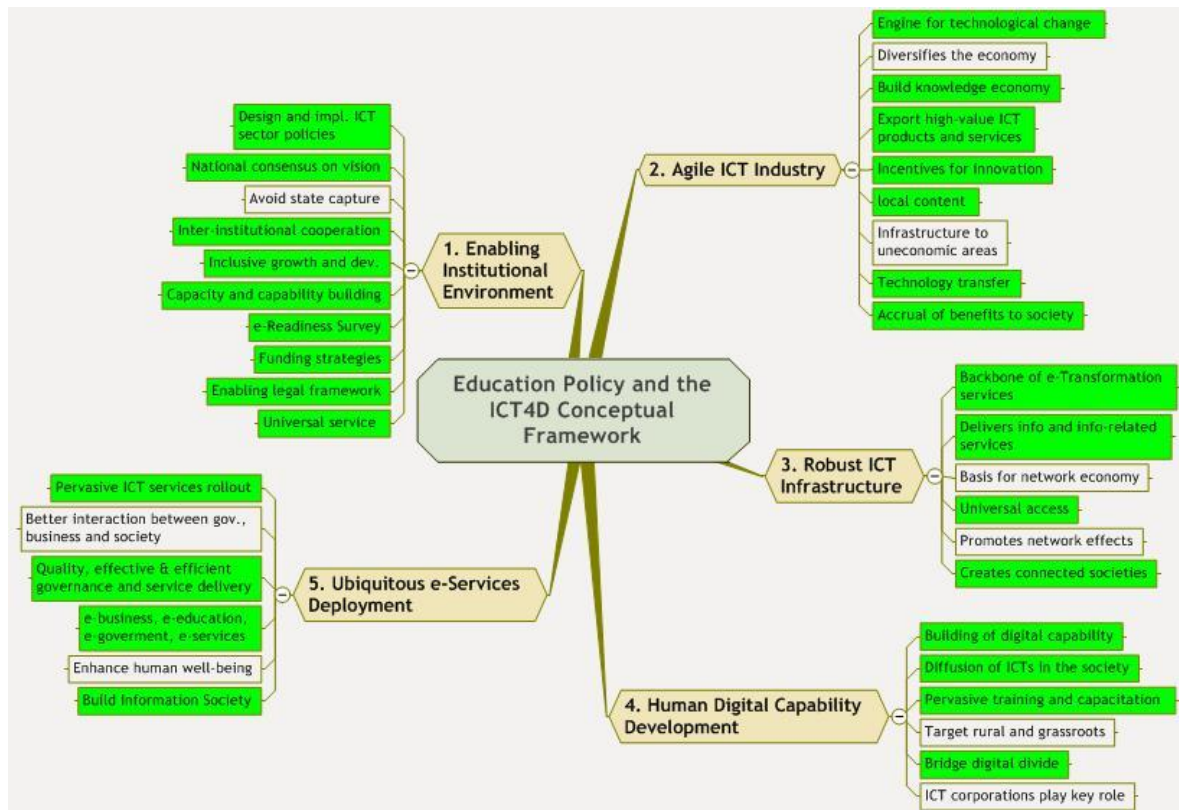 Education Policy and the
ICT4D Conceptual
Framework
1. Enabling
Institutional
Environment
Design and impl. ICT
sector policies
National consensus on vision
Avoid state capture
Inter-institutional cooperation
Inclusive growth and dev.
Capacity and capability building
e-Readiness Survey
Funding strategies
Enabling legal framework
Universal service
2. Agile ICT Industry
Engine for technological change
Diversifies the economy
Build knowledge economy
Export high-value ICT
products and services
Incentives for innovation
local content
Infrastructure to
uneconomic areas
Technology transfer
Accrual of benefits to society
3. Robust ICT
Infrastructure
Backbone of e-Transformation
services
Delivers info and info-related
services
Basis for network economy
Universal access
Promotes network effects
Creates connected societies
4. Human Digital Capability
Development
Building of digital capability
Diffusion of ICTs in the society
Pervasive training and capacitation
Target rural and grassroots
Bridge digital divide
ICT corporations play key role
5. Ubiquitous e-Services
Deployment
Pervasive ICT services rollout
Better interaction between gov.,
business and society
Quality, effective & efficient
governance and service delivery
e-business, e-education,
e-goverment, e-services
Enhance human well-being
Build Information Society